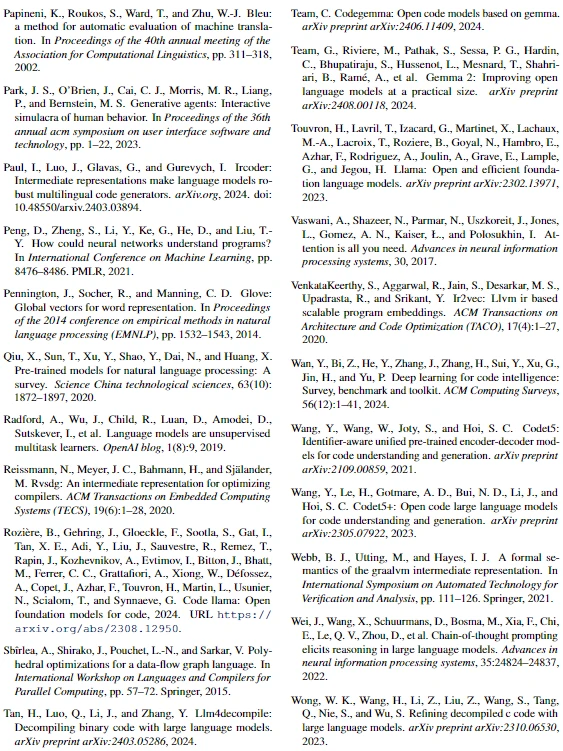 Papineni, K., Roukos, S., Ward, T., and Zhu, W.-J. Bleu:
a method for automatic evaluation of machine transla-
tion. In Proceedings of the 40th annual meeting of the
Association for Computational Linguistics, pp. 311–318,
2002.
Park, J. S., O'Brien, J., Cai, C. J., Morris, M. R., Liang,
P., and Bernstein, M. S. Generative agents: Interactive
simulacra of human behavior. In Proceedings of the 36th
annual acm symposium on user interface software and
technology, pp. 1–22, 2023.
Paul, I., Luo, J., Glavas, G., and Gurevych, I. Ircoder:
Intermediate representations make language models ro-
bust multilingual code generators. arXiv.org, 2024. doi:
10.48550/arxiv.2403.03894.
Peng, D., Zheng, S., Li, Y., Ke, G., He, D., and Liu, T.-
Y. How could neural networks understand programs?
In International Conference on Machine Learning, pp.
8476–8486. PMLR, 2021.
Pennington, J., Socher, R., and Manning, C. D. Glove:
Global vectors for word representation. In Proceedings
of the 2014 conference on empirical methods in natural
language processing (EMNLP), pp. 1532–1543, 2014.
Qiu, X., Sun, T., Xu, Y., Shao, Y., Dai, N., and Huang, X.
Pre-trained models for natural language processing: A
survey. Science China technological sciences, 63(10):
1872–1897, 2020.
Radford, A., Wu, J., Child, R., Luan, D., Amodei, D.,
Sutskever, I., et al. Language models are unsupervised
multitask learners. OpenAI blog, 1(8):9, 2019.
Reissmann, N., Meyer, J. C., Bahmann, H., and Själander,
M. Rvsdg: An intermediate representation for optimizing
compilers. ACM Transactions on Embedded Computing
Systems (TECS), 19(6):1–28, 2020.
Rozière, B., Gehring, J., Gloeckle, F., Sootla, S., Gat, I.,
Tan, X. E., Adi, Y., Liu, J., Sauvestre, R., Remez, T.,
Rapin, J., Kozhevnikov, A., Evtimov, I., Bitton, J., Bhatt,
M., Ferrer, C. C., Grattafiori, A., Xiong, W., Défossez,
A., Copet, J., Azhar, F., Touvron, H., Martin, L., Usunier,
N., Scialom, T., and Synnaeve, G. Code llama: Open
foundation models for code, 2024. URL https://
arxiv.org/abs/2308.12950.
Sbîrlea, A., Shirako, J., Pouchet, L.-N., and Sarkar, V. Poly-
hedral optimizations for a data-flow graph language. In
International Workshop on Languages and Compilers for
Parallel Computing, pp. 57–72. Springer, 2015.
Tan, H., Luo, Q., Li, J., and Zhang, Y. Llm4decompile:
Decompiling binary code with large language models.
arXiv preprint arXiv:2403.05286, 2024.
Team, C. Codegemma: Open code models based on gemma.
arXiv preprint arXiv:2406.11409, 2024.
Team, G., Riviere, M., Pathak, S., Sessa, P. G., Hardin,
C., Bhupatiraju, S., Hussenot, L., Mesnard, T., Shahri-
ari, B., Ramé, A., et al. Gemma 2: Improving open
language models at a practical size. arXiv preprint
arXiv:2408.00118, 2024.
Touvron, H., Lavril, T., Izacard, G., Martinet, X., Lachaux,
M.-A., Lacroix, T., Roziere, B., Goyal, N., Hambro, E.,
Azhar, F., Rodriguez, A., Joulin, A., Grave, E., Lample,
G., and Jegou, H. Llama: Open and efficient founda-
tion language models. arXiv preprint arXiv:2302.13971,
2023.
Vaswani, A., Shazeer, N., Parmar, N., Uszkoreit, J., Jones,
L., Gomez, A. N., Kaiser, Ł., and Polosukhin, I. At-
tention is all you need. Advances in neural information
processing systems, 30, 2017.
VenkataKeerthy, S., Aggarwal, R., Jain, S., Desarkar, M. S.,
Upadrasta, R., and Srikant, Y. Ir2vec: Llvm ir based
scalable program embeddings. ACM Transactions on
Architecture and Code Optimization (TACO), 17(4):1–27,
2020.
Wan, Y., Bi, Z., He, Y., Zhang, J., Zhang, H., Sui, Y., Xu, G.,
Jin, H., and Yu, P. Deep learning for code intelligence:
Survey, benchmark and toolkit. ACM Computing Surveys,
56(12):1–41, 2024.
Wang, Y., Wang, W., Joty, S., and Hoi, S. C. Codet5:
Identifier-aware unified pre-trained encoder-decoder mod-
els for code understanding and generation. arXiv preprint
arXiv:2109.00859, 2021.
Wang, Y., Le, H., Gotmare, A. D., Bui, N. D., Li, J., and
Hoi, S. C. Codet5+: Open code large language models
for code understanding and generation. arXiv preprint
arXiv:2305.07922, 2023.
Webb, B. J., Utting, M., and Hayes, I. J. A formal se-
mantics of the graalvm intermediate representation. In
International Symposium on Automated Technology for
Verification and Analysis, pp. 111–126. Springer, 2021.
Wei, J., Wang, X., Schuurmans, D., Bosma, M., Xia, F., Chi,
E., Le, Q. V., Zhou, D., et al. Chain-of-thought prompting
elicits reasoning in large language models. Advances in
neural information processing systems, 35:24824–24837,
2022.
Wong, W. K., Wang, H., Li, Z., Liu, Z., Wang, S., Tang,
Q., Nie, S., and Wu, S. Refining decompiled c code with
large language models. arXiv preprint arXiv:2310.06530,
2023.